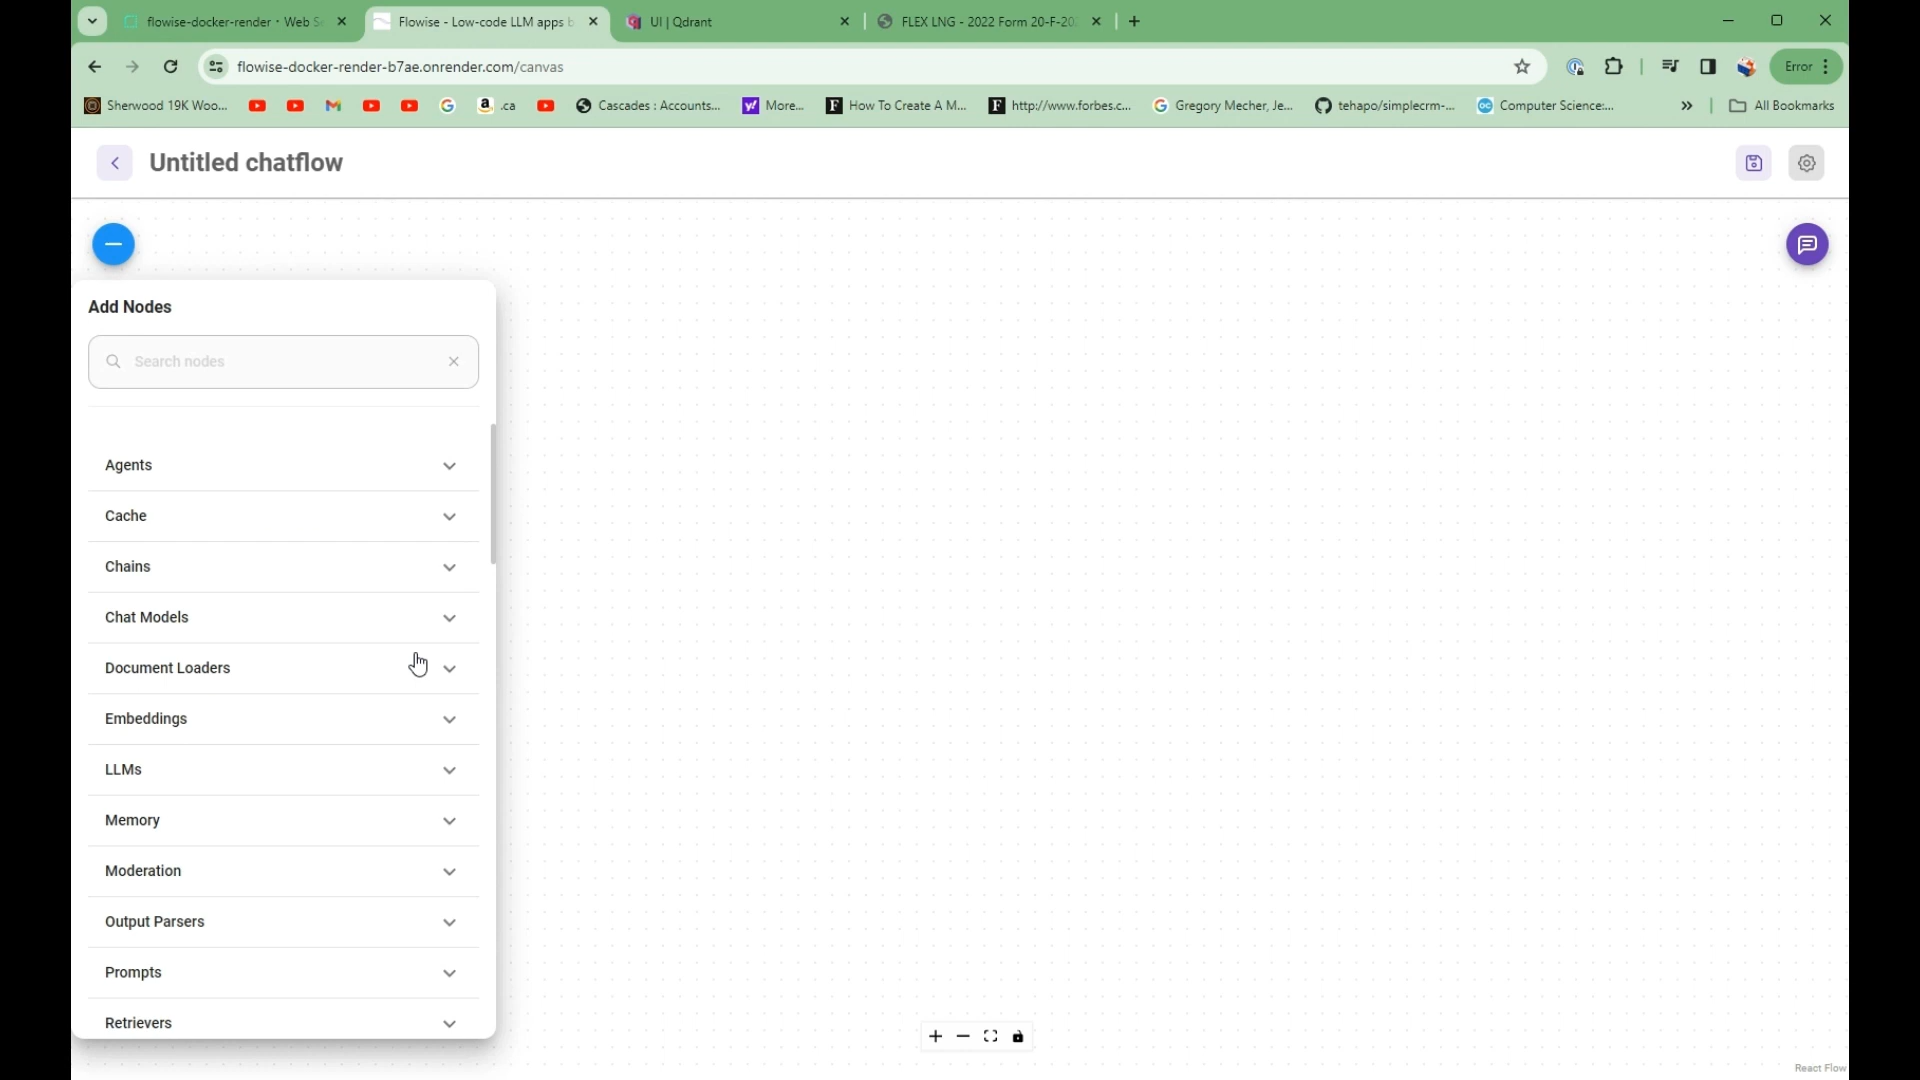 flowise-docker-render · Web S
Flowise - Low-code LLM apps b
UI | Qdrant
FLEX LNG - 2022 Form 20-F-20
flowise-docker-render-b7ae.onrender.com/canvas
Error
Sherwood 19K Woo...
.ca
Cascades : Accounts...
More...
How To Create A M...
http://www.forbes.c...
Gregory Mecher, Je...
tehapo/simplecrm-...
Computer Science:...
»
All Bookmarks
Untitled chatflow
Add Nodes
Search nodes
Agents
Cache
Chains
Chat Models
Document Loaders
Embeddings
LLMs
Memory
Moderation
Output Parsers
Prompts
Retrievers
React Flow